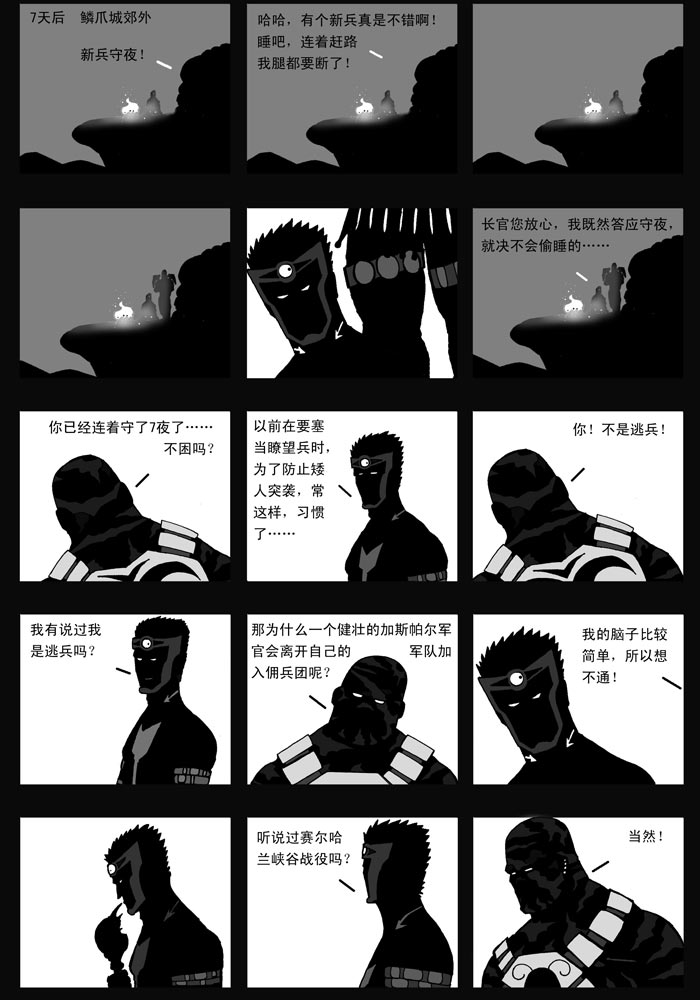 7天后　鳞爪城郊外
新兵守夜！
哈哈，有个新兵真是不错啊！
睡吧，连着赶路
我腿都要断了！
长官您放心，我既然答应守夜，
就决不会偷睡的……
你已经连着守了7夜了……
不困吗？
以前在要塞
当瞭望兵时，
为了防止矮
人突袭，常
这样，习惯
了……
你！不是逃兵！
我有说过我
是逃兵吗？
那为什么一个健壮的加斯帕尔军
官会离开自己的　　　军队加
入佣兵团呢？
我的脑子比较
简单，所以想
不通！
听说过赛尔哈
兰峡谷战役吗？
当然！